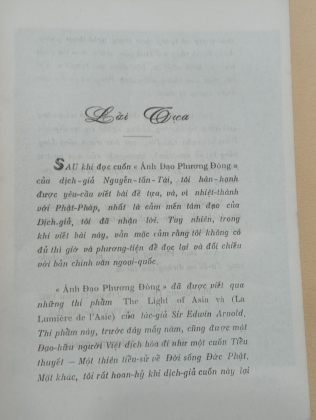 Lời Tựa
SAU khi đọc cuốn « Ánh Đạo Phương Đông »
của dịch-giả Nguyễn-Tấn-Tài, tôi hân-hạnh
được yêu-cầu viết bài đề tựa, và, vì nhiệt-thành
với Phật-Pháp, nhất là cảm mến tâm đạo của
Dịch.giả, tôi đã nhận lời. Tuy nhiên, trong
khi viết bài này, vẫn mặc cảm rằng tôi không có
đủ thì giờ và phương-tiện để đọc lại và đối chiếu
với bản chính văn ngoại-quốc.
« Ánh Đạo Phương Đông » đã được viết qua
những thi phẩm The Light of Asia và (La
Lumière de l'Asie) của tác-giả Sir Edwin Arnold,
Thi phẩm này, trước đây mấy năm, cũng được một
Đạo-hữu người Việt dịch hòa đi như một cuốn Tiểu
thuyết — Một thiên tiểu-sử về Đời sống Đức Phật,
Mặt khác, tôi rất hoan-hỷ khi dịch-giả cuốn này lại